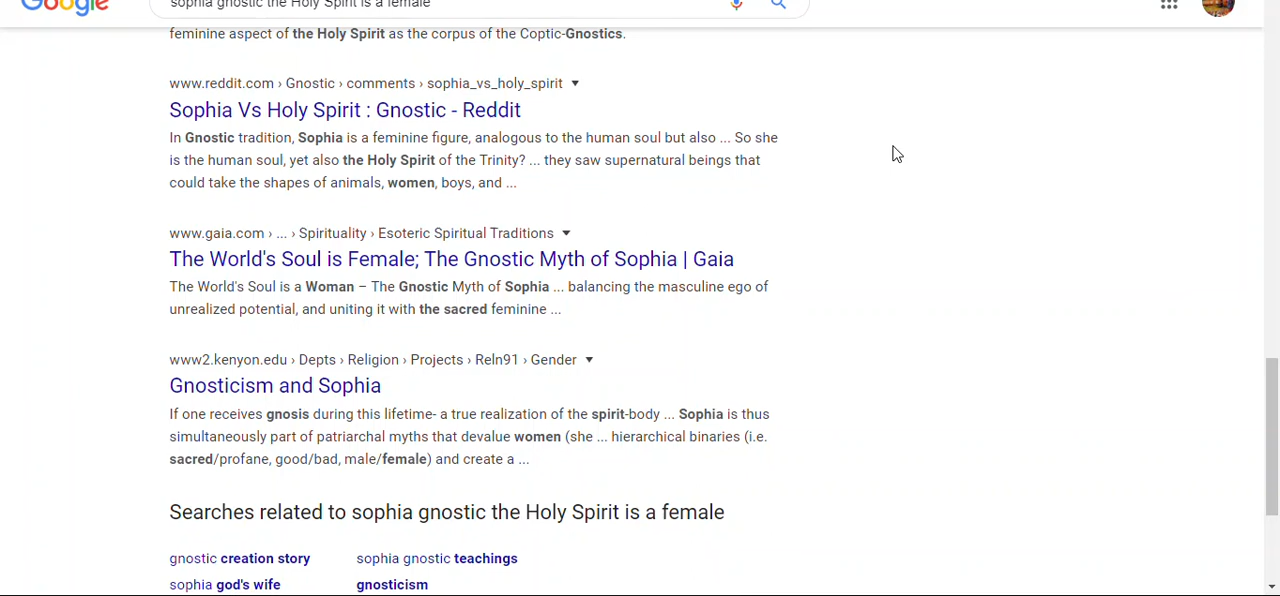 Google
sophia gnostic the Holy Spirit is a female
feminine aspect of the Holy Spirit as the corpus of the Coptic-Gnostics.
www.reddit.com › Gnostic › comments › sophia_vs_holy_spirit
Sophia Vs Holy Spirit : Gnostic - Reddit
In Gnostic tradition, Sophia is a feminine figure, analogous to the human soul but also ... So she
is the human soul, yet also the Holy Spirit of the Trinity? ... they saw supernatural beings that
could take the shapes of animals, women, boys, and ...
www.gaia.com › ... › Spirituality › Esoteric Spiritual Traditions
The World's Soul is Female; The Gnostic Myth of Sophia | Gaia
The World's Soul is a Woman – The Gnostic Myth of Sophia ... balancing the masculine ego of
unrealized potential, and uniting it with the sacred feminine ...
www2.kenyon.edu › Depts › Religion › Projects › Reln91 › Gender
Gnosticism and Sophia
If one receives gnosis during this lifetime- a true realization of the spirit-body ... Sophia is thus
simultaneously part of patriarchal myths that devalue women (she ... hierarchical binaries (i.e.
sacred/profane, good/bad, male/female) and create a ...
Searches related to sophia gnostic the Holy Spirit is a female
gnostic creation story sophia gnostic teachings
sophia god's wife gnosticism